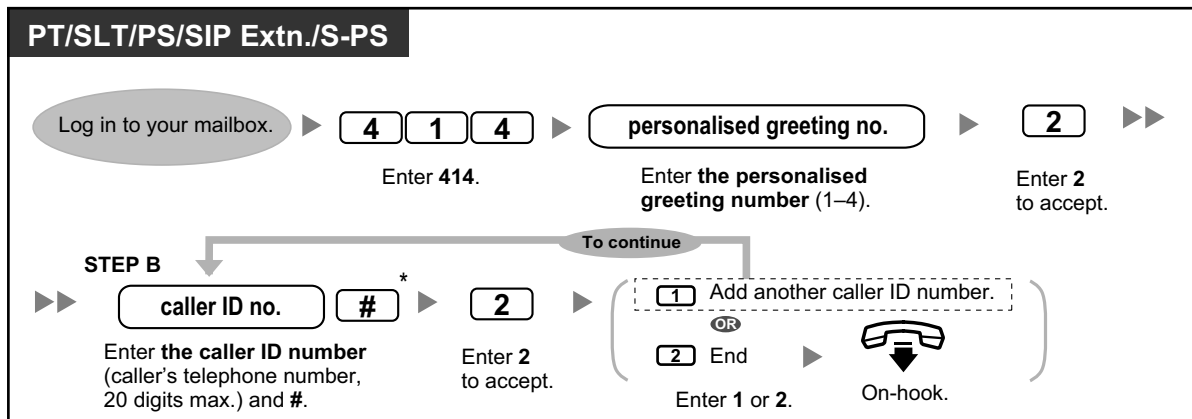 PT/SLT/PS/SIP Extn./S-PS
Log in to your mailbox.
4 1 4
personalised greeting no.
2
Enter 414.
Enter the personalised
greeting number (1–4).
Enter 2
to accept.
To continue
STEP B
caller ID no.
# *
2
1 Add another caller ID number.
OR
2 End
Enter the caller ID number
(caller's telephone number,
20 digits max.) and #.
Enter 2
to accept.
Enter 1 or 2.
On-hook.